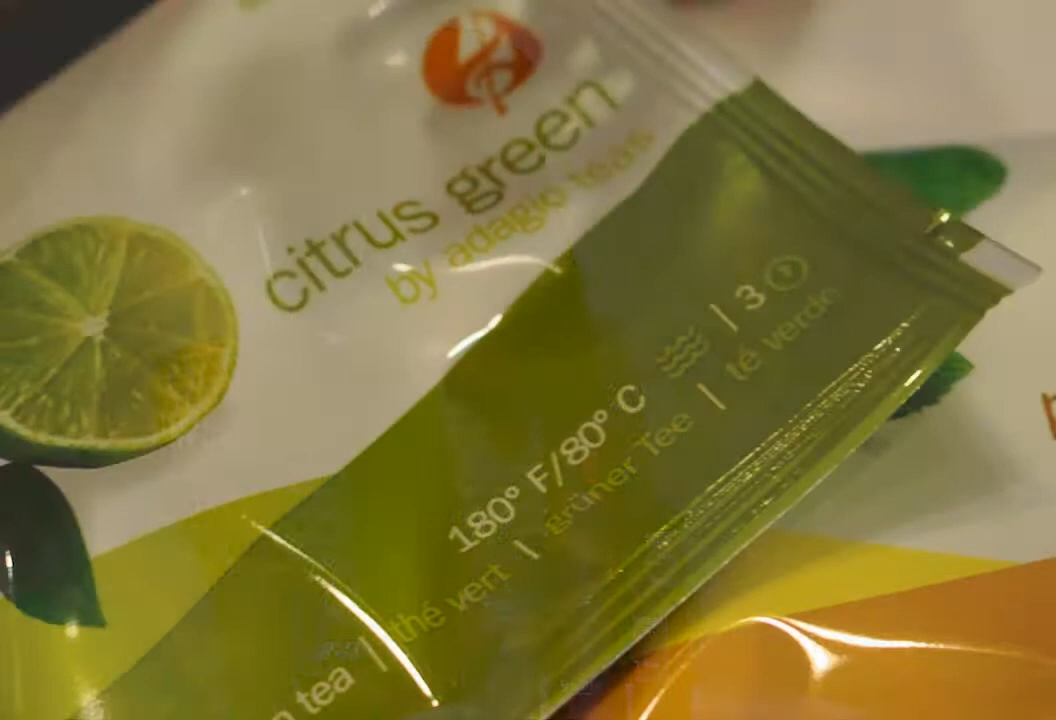 citrus green
by adagio teas
180° F/80° C | 3
tea | thé vert | grüner Tee | té verde